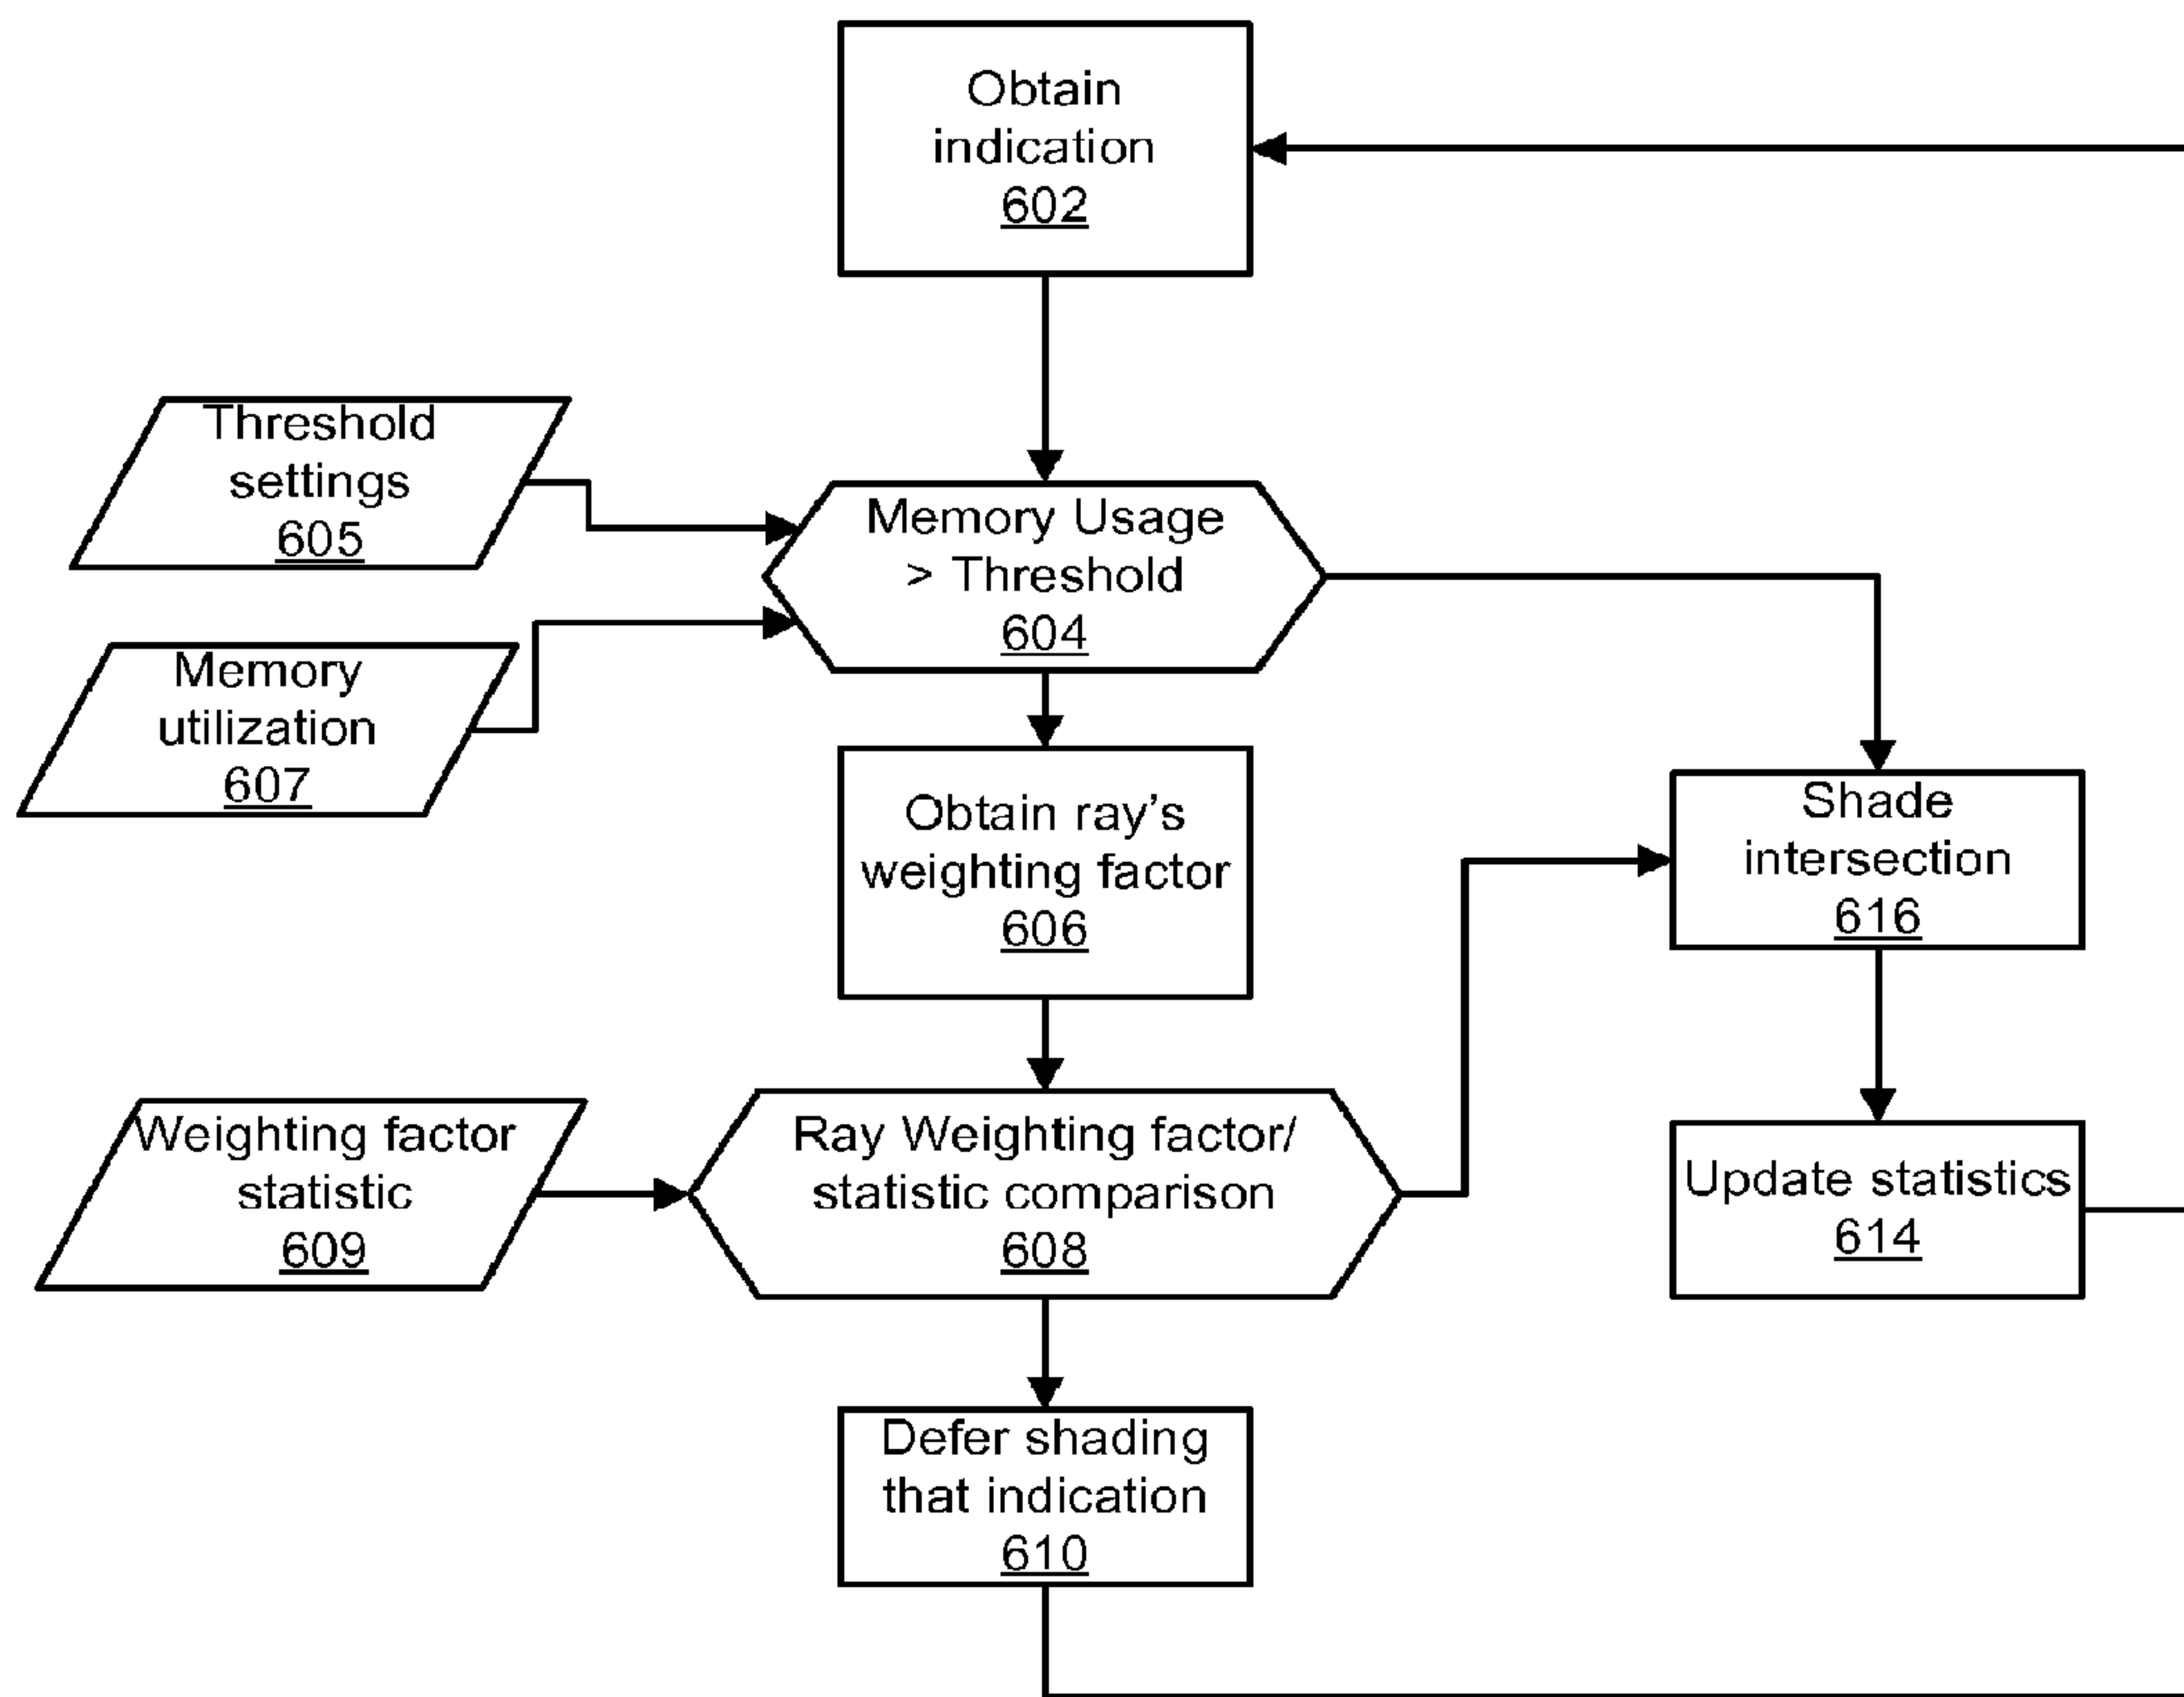 Obtain
indication
602
Threshold
settings
605
Memory Usage
> Threshold
604
Memory
utilization
607
Obtain ray’s
weighting factor
606
Shade
intersection
616
Weighting factor
statistic
609
Ray Weighting factor/
statistic comparison
608
Update statistics
614
Defer shading
that indication
610